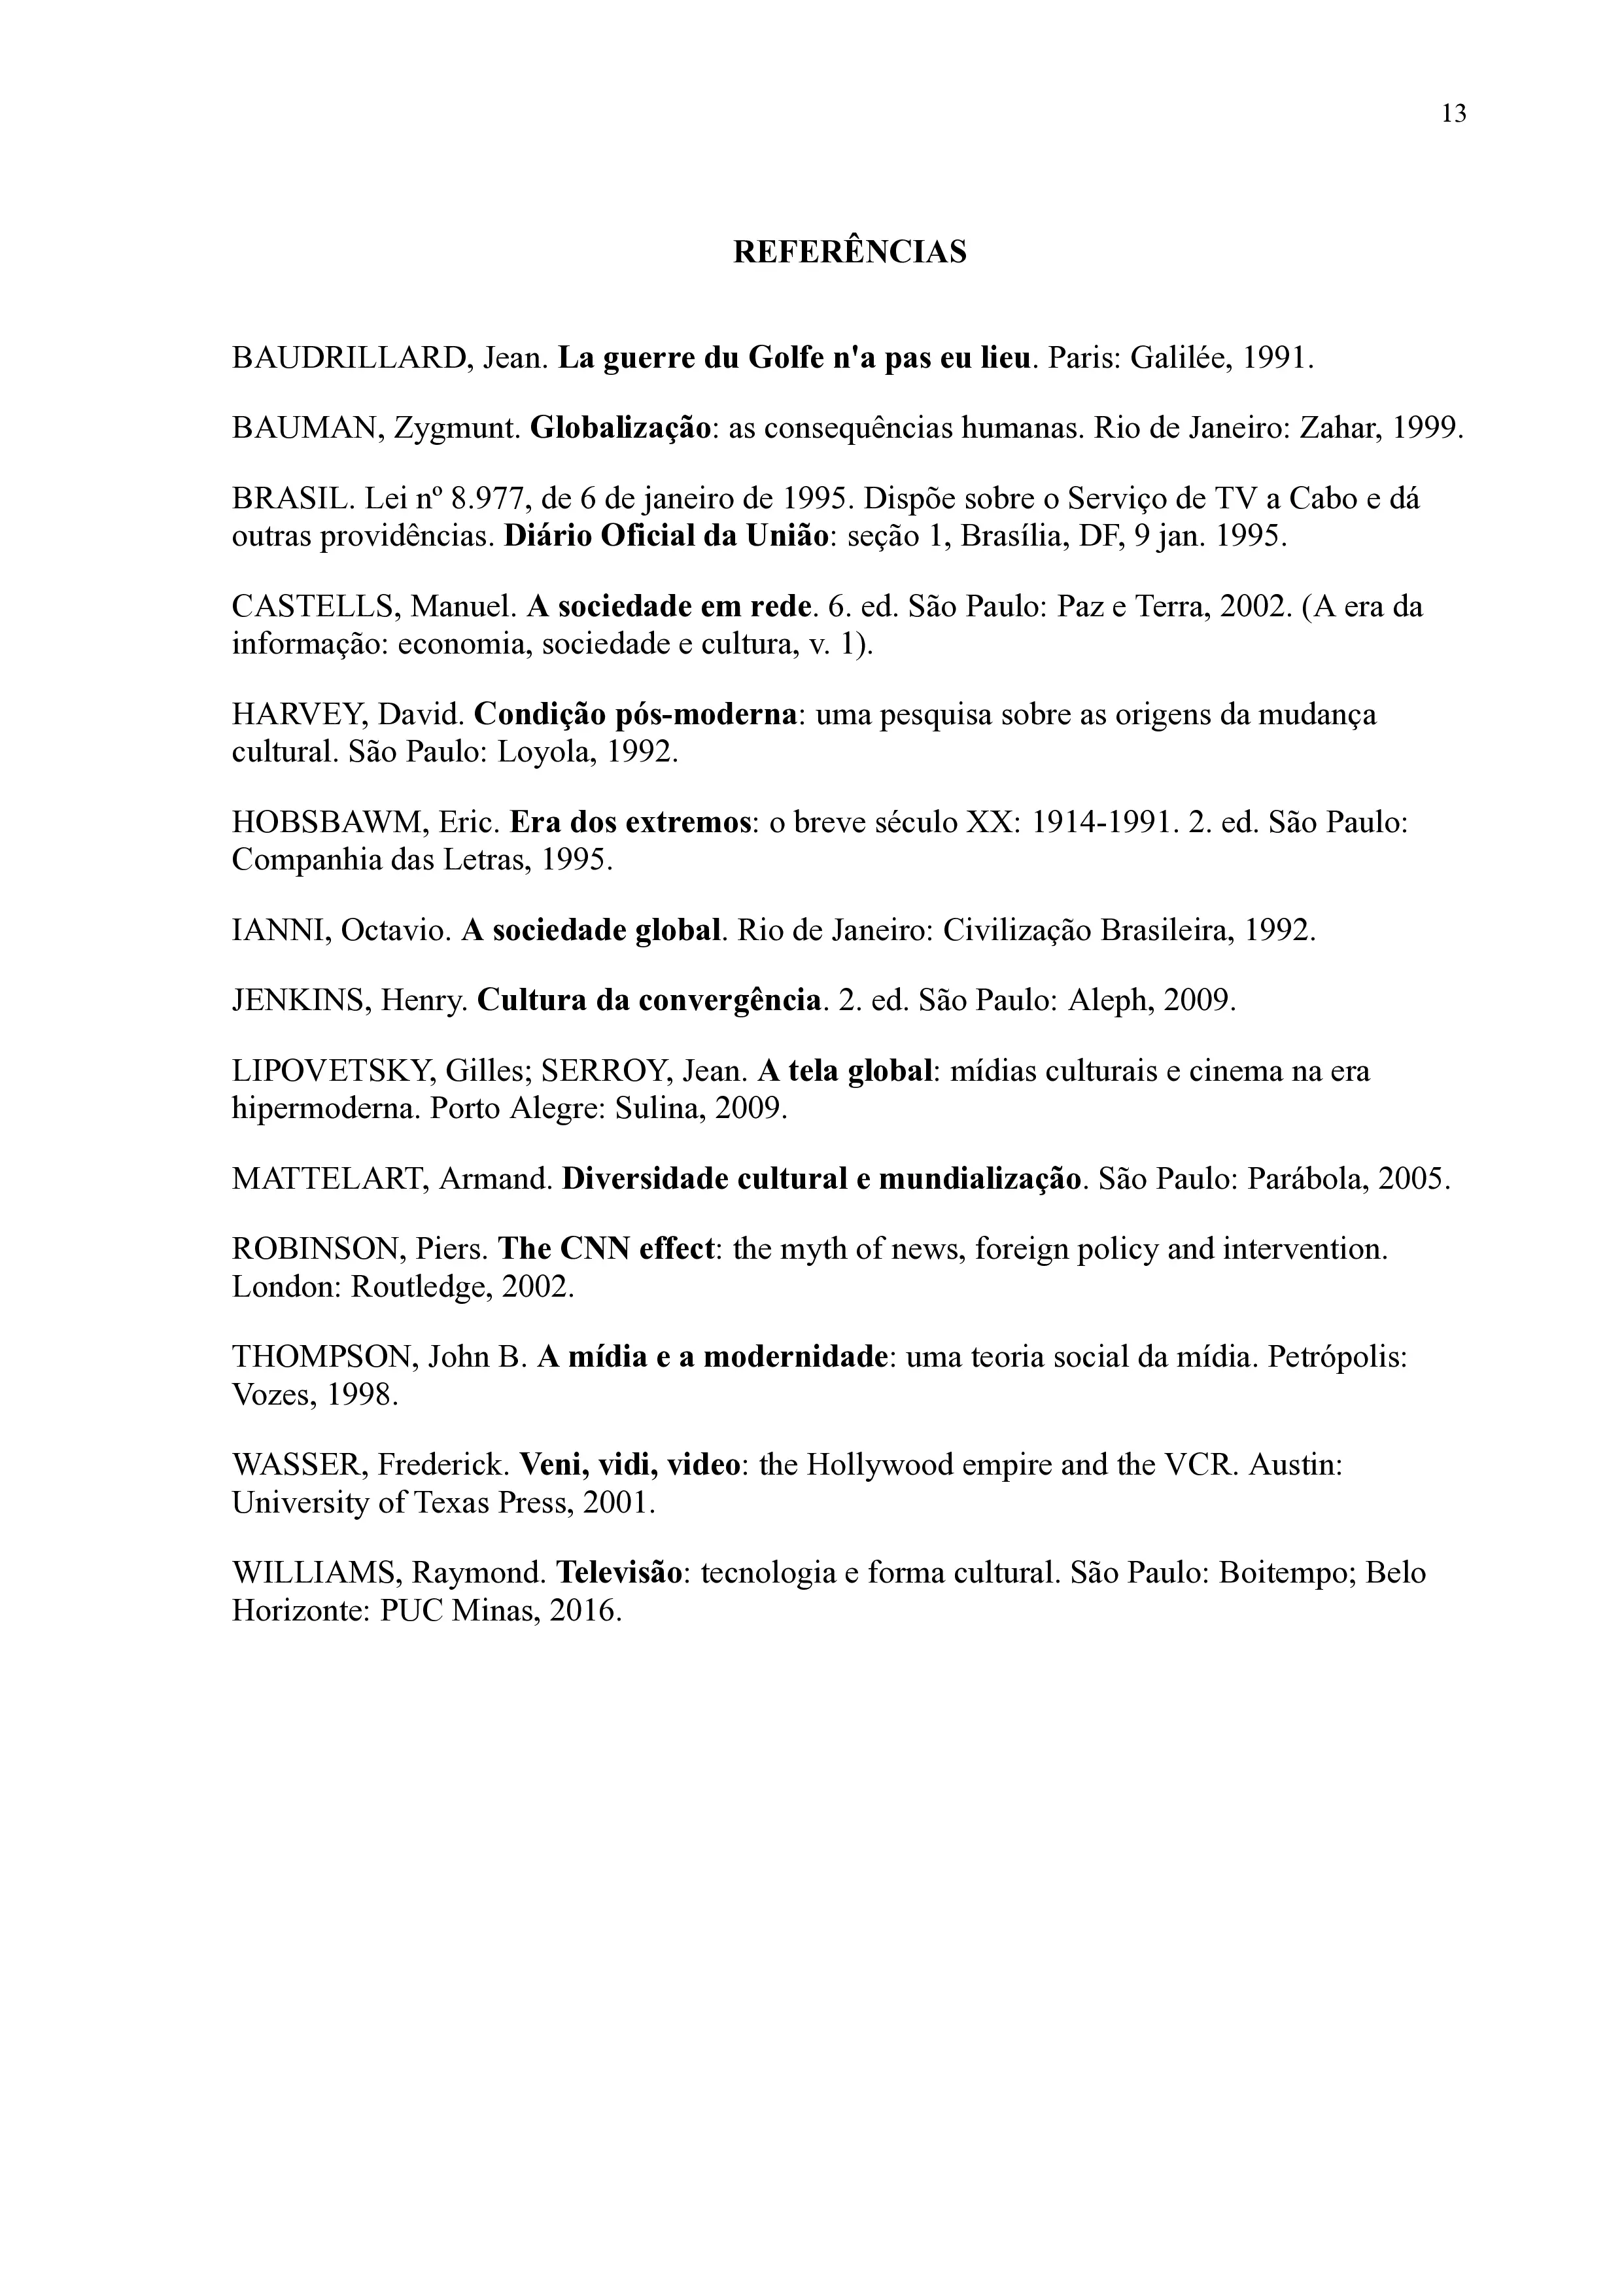 13
REFERÊNCIAS
BAUDRILLARD, Jean. La guerre du Golfe n'a pas eu lieu. Paris: Galilée, 1991.
BAUMAN, Zygmunt. Globalização: as consequências humanas. Rio de Janeiro: Zahar, 1999.
BRASIL. Lei nº 8.977, de 6 de janeiro de 1995. Dispõe sobre o Serviço de TV a Cabo e dá
outras providências. Diário Oficial da União: seção 1, Brasília, DF, 9 jan. 1995.
CASTELLS, Manuel. A sociedade em rede. 6. ed. São Paulo: Paz e Terra, 2002. (A era da
informação: economia, sociedade e cultura, v. 1).
HARVEY, David. Condição pós-moderna: uma pesquisa sobre as origens da mudança
cultural. São Paulo: Loyola, 1992.
HOBSBAWM, Eric. Era dos extremos: o breve século XX: 1914-1991. 2. ed. São Paulo:
Companhia das Letras, 1995.
IANNI, Octavio. A sociedade global. Rio de Janeiro: Civilização Brasileira, 1992.
JENKINS, Henry. Cultura da convergência. 2. ed. São Paulo: Aleph, 2009.
LIPOVETSKY, Gilles; SERROY, Jean. A tela global: mídias culturais e cinema na era
hipermoderna. Porto Alegre: Sulina, 2009.
MATTELART, Armand. Diversidade cultural e mundialização. São Paulo: Parábola, 2005.
ROBINSON, Piers. The CNN effect: the myth of news, foreign policy and intervention.
London: Routledge, 2002.
THOMPSON, John B. A mídia e a modernidade: uma teoria social da mídia. Petrópolis:
Vozes, 1998.
WASSER, Frederick. Veni, vidi, video: the Hollywood empire and the VCR. Austin:
University of Texas Press, 2001.
WILLIAMS, Raymond. Televisão: tecnologia e forma cultural. São Paulo: Boitempo; Belo
Horizonte: PUC Minas, 2016.